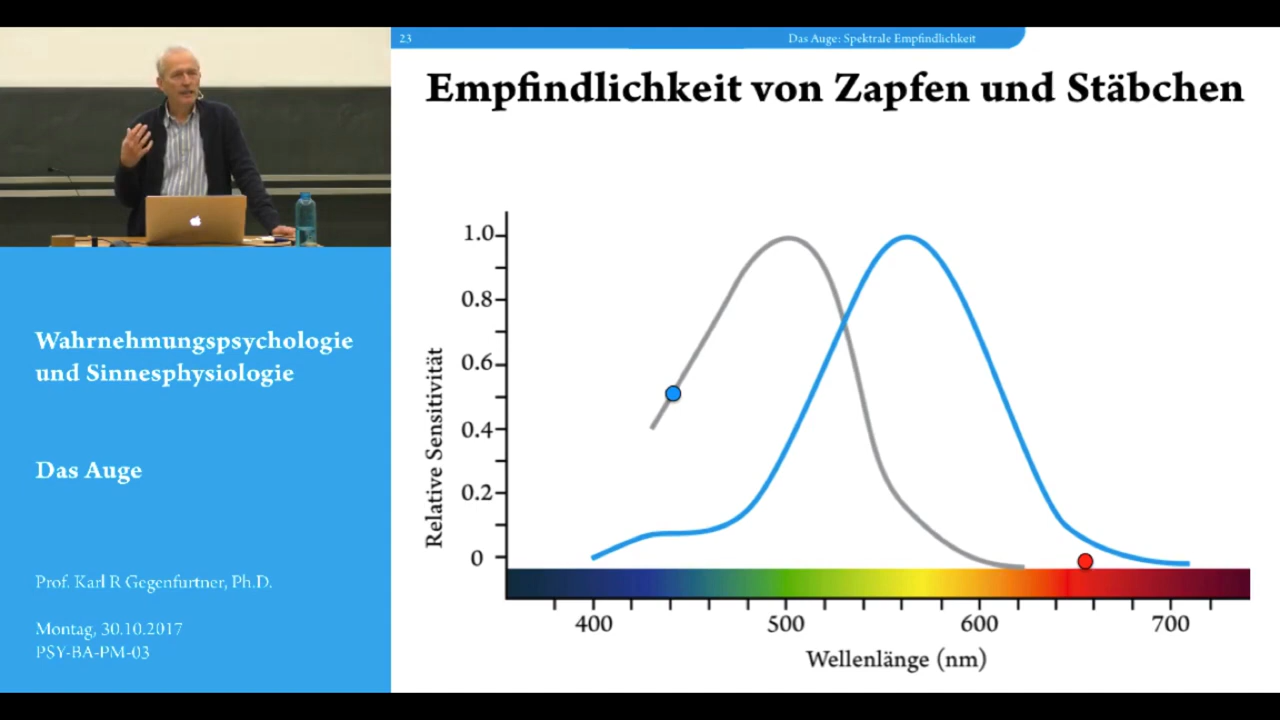 23
Das Auge: Spektrale Empfindlichkeit
Empfindlichkeit von Zapfen und Stäbchen
Wahrnehmungspsychologie
und Sinnesphysiologie
Das Auge
Prof. Karl R Gegenfurtner, Ph.D.
Montag, 30.10.2017
PSY-BA-PM-03
Relative Sensitivität
1.0
0.8
0.6
0.4
0.2
0
400
500
600
700
Wellenlänge (nm)